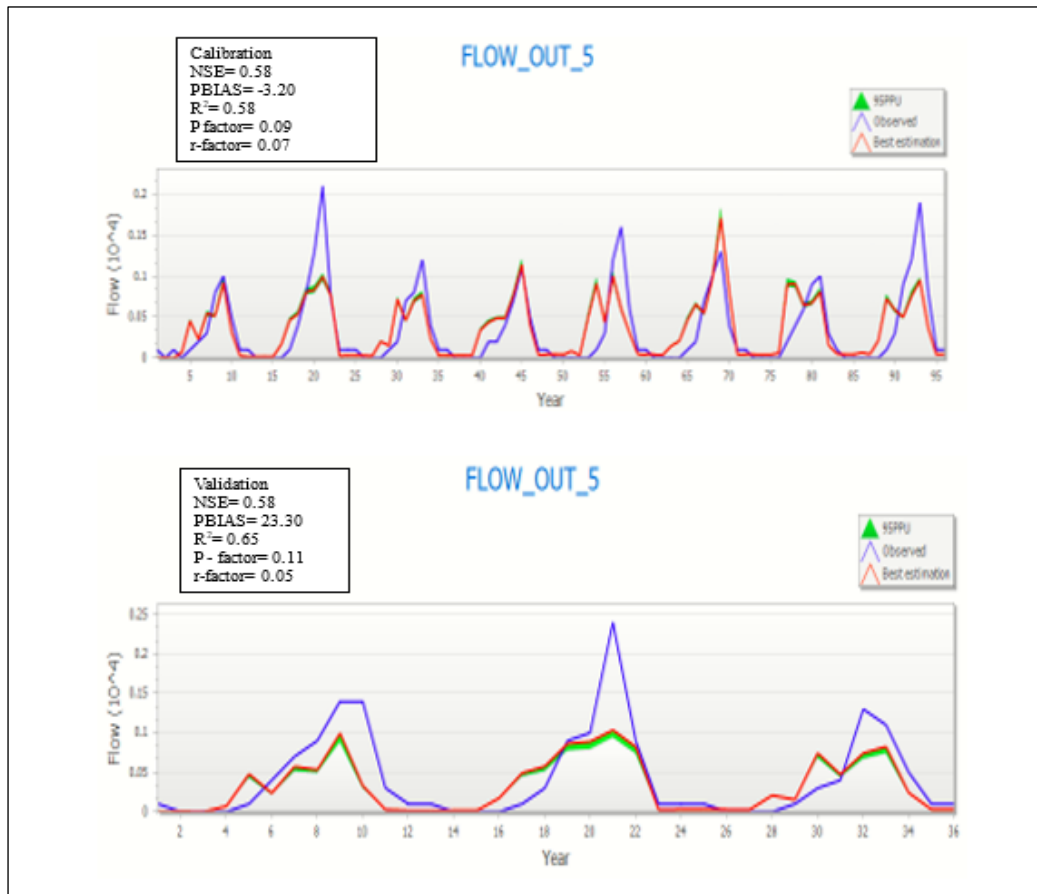 Calibration
NSE= 0.58
PBIAS= -3.20
R²= 0.58
P factor= 0.09
r-factor= 0.07
FLOW_OUT_5
95PPU
Observed
Best estimation
Flow (10^4)
0.2
0.15
0.1
0.05
0
5 10 15 20 25 30 35 40 45 50 55 60 65 70 75 80 85 90 95
Year
Validation
NSE= 0.58
PBIAS= 23.30
R²= 0.65
P - factor= 0.11
r-factor= 0.05
FLOW_OUT_5
95PPU
Observed
Best estimation
Flow (10^4)
0.25
0.2
0.15
0.1
0.05
0
2 4 6 8 10 12 14 16 18 20 22 24 26 28 30 32 34 36
Year